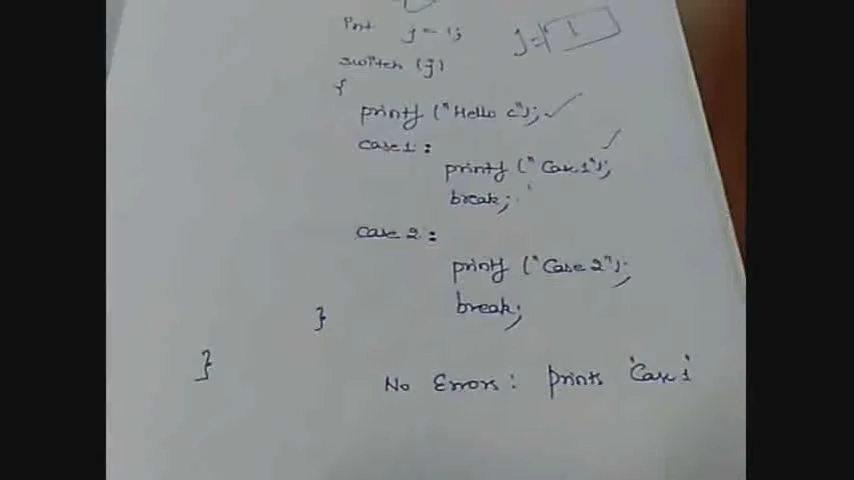 int j = 1;
j = 1
switch (j)
{
printf ("Hello c");
case 1 :
printf ("Case 1");
break;
case 2 :
printf ("Case 2");
break;
}
}
No Errors : prints 'Case 1'